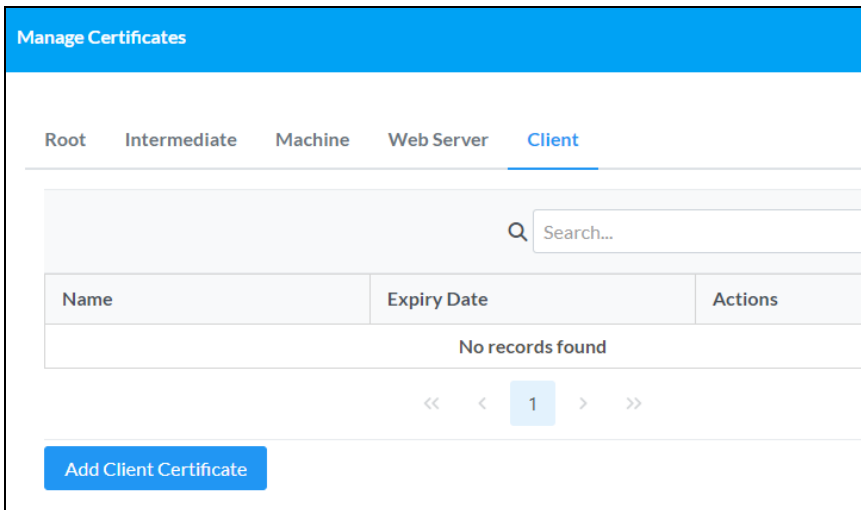 Manage Certificates
Root Intermediate Machine Web Server Client
Search...
Name Expiry Date Actions
No records found
1
Add Client Certificate